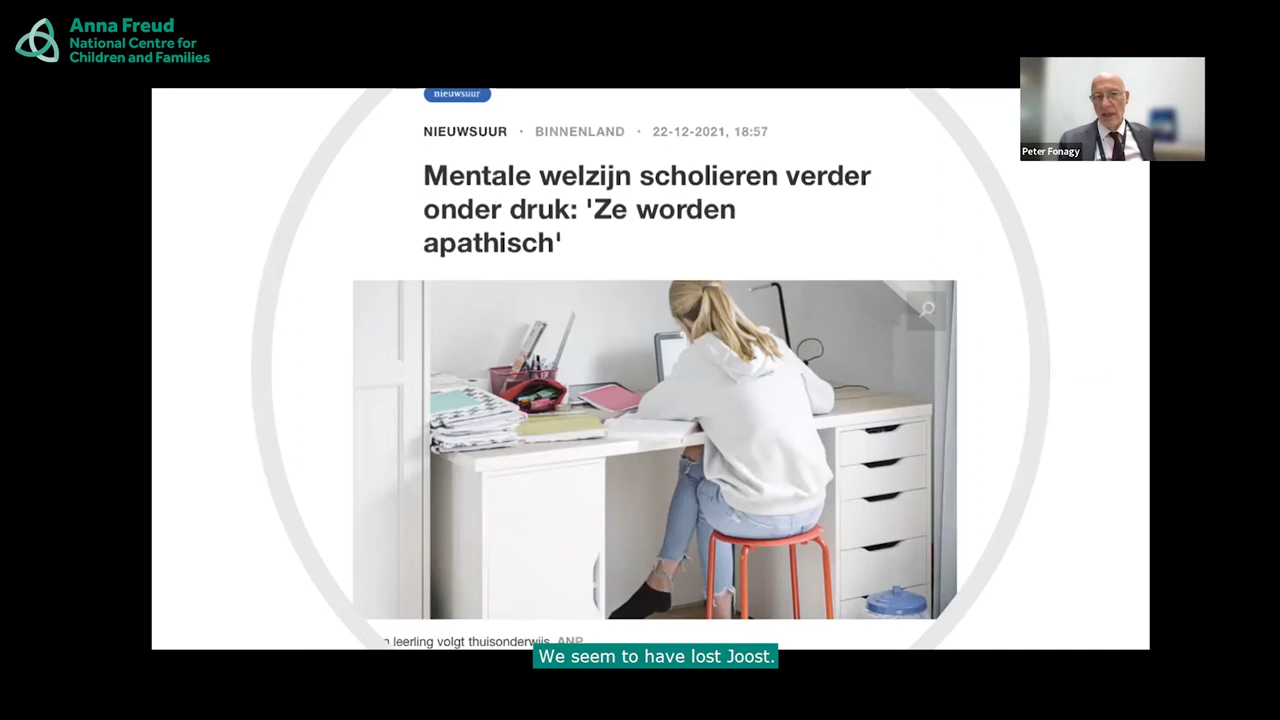 Anna Freud
National Centre for
Children and Families
nieuwsuur
NIEUWSUUR · BINNENLAND · 22-12-2021, 18:57
Mentale welzijn scholieren verder
onder druk: 'Ze worden
apathisch'
Peter Fonagy
leerling volgt thuisonderwijs ANP
We seem to have lost Joost.